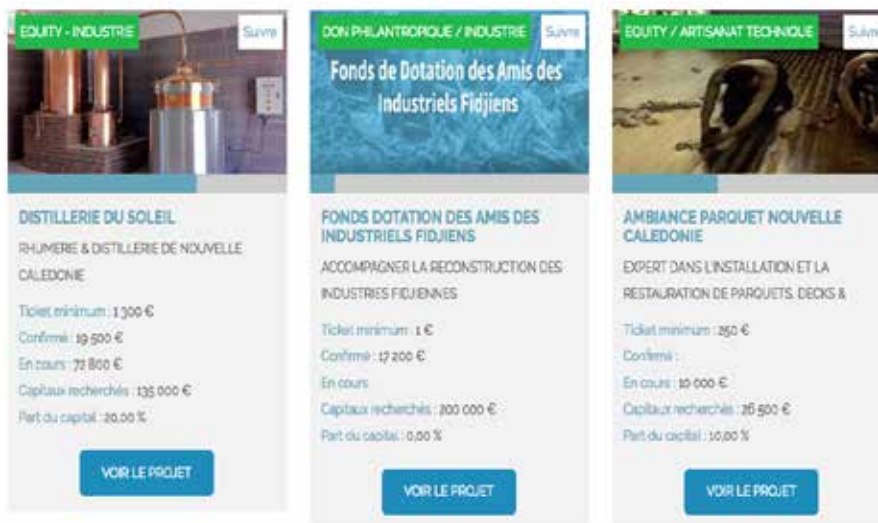 EQUITY - INDUSTRIE
Suivre
DISTILLERIE DU SOLEIL
RHUMERIE & DISTILLERIE DE NOUVELLE
CALEDONIE
Ticket minimum : 1 300 €
Confirmé : 19 500 €
En cours : 72 800 €
Capitaux recherchés : 135 000 €
Part du capital : 20,00 %
VOIR LE PROJET
DON PHILANTROPIQUE / INDUSTRIE
Suivre
Fonds de Dotation des Amis des
Industriels Fidjiens
FONDS DOTATION DES AMIS DES
INDUSTRIELS FIDJIENS
ACCOMPAGNER LA RECONSTRUCTION DES
INDUSTRIES FIDJIENNES
Ticket minimum : 1 €
Confirmé : 17 200 €
En cours
Capitaux recherchés : 200 000 €
Part du capital : 0,00 %
VOIR LE PROJET
EQUITY / ARTISANAT TECHNIQUE
Suivre
AMBIANCE PARQUET NOUVELLE
CALEDONIE
EXPERT DANS L'INSTALLATION ET LA
RESTAURATION DE PARQUETS, DECKS &
Ticket minimum : 250 €
Confirmé :
En cours : 10 000 €
Capitaux recherchés : 26 500 €
Part du capital : 10,00 %
VOIR LE PROJET